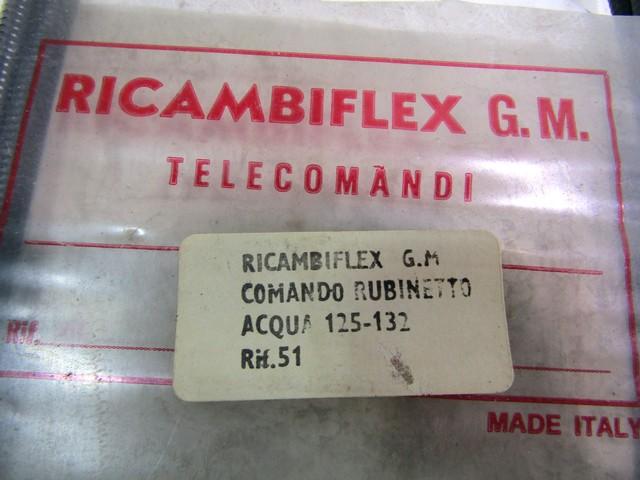 RICAMBIFLEX G.M.
TELECOMANDI
RICAMBIFLEX G.M
COMANDO RUBINETTO
ACQUA 125-132
Rif.51
Rif.
MADE ITALY